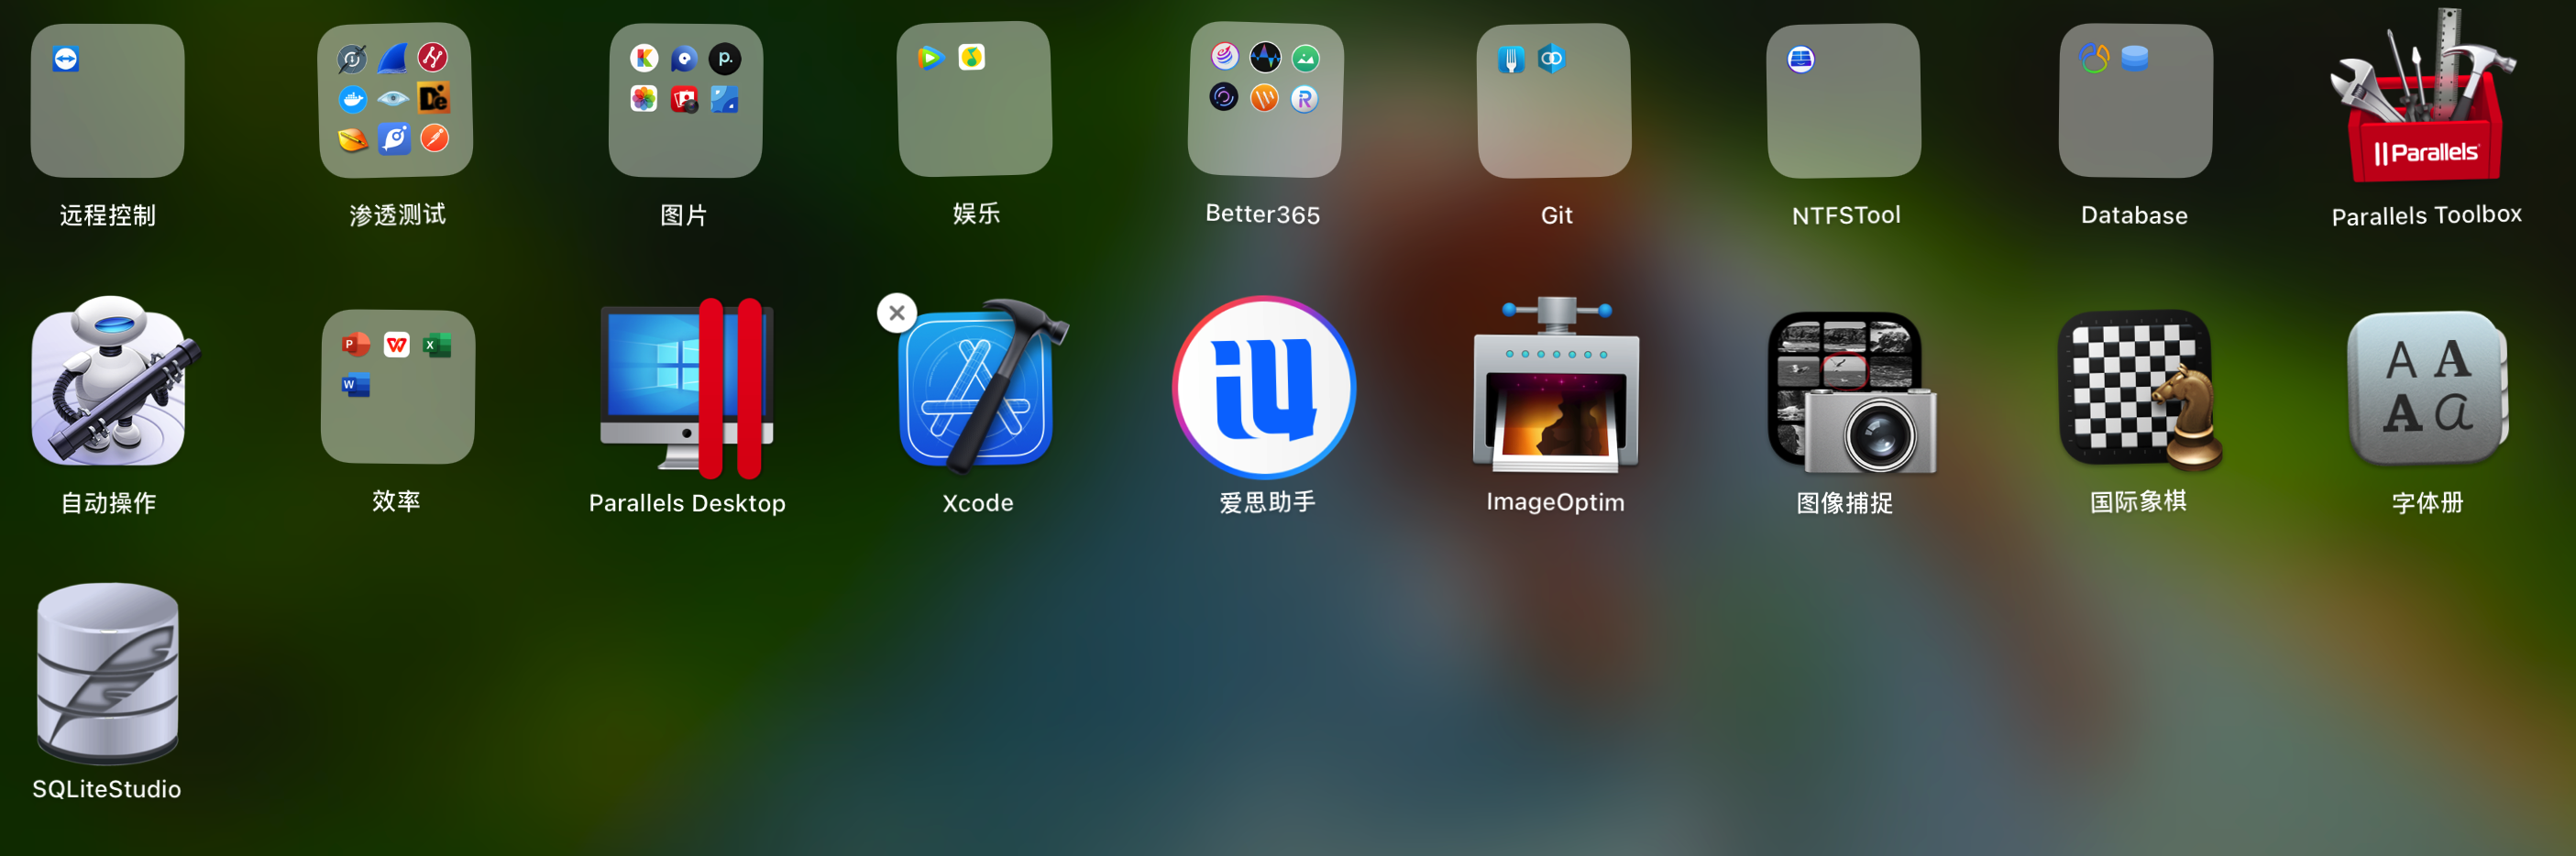 远程控制
渗透测试
图片
娱乐
Better365
Git
NTFSTool
Database
Parallels
Parallels Toolbox
自动操作
效率
Parallels Desktop
Xcode
爱思助手
ImageOptim
图像捕捉
国际象棋
A A
A a
字体册
SQLiteStudio